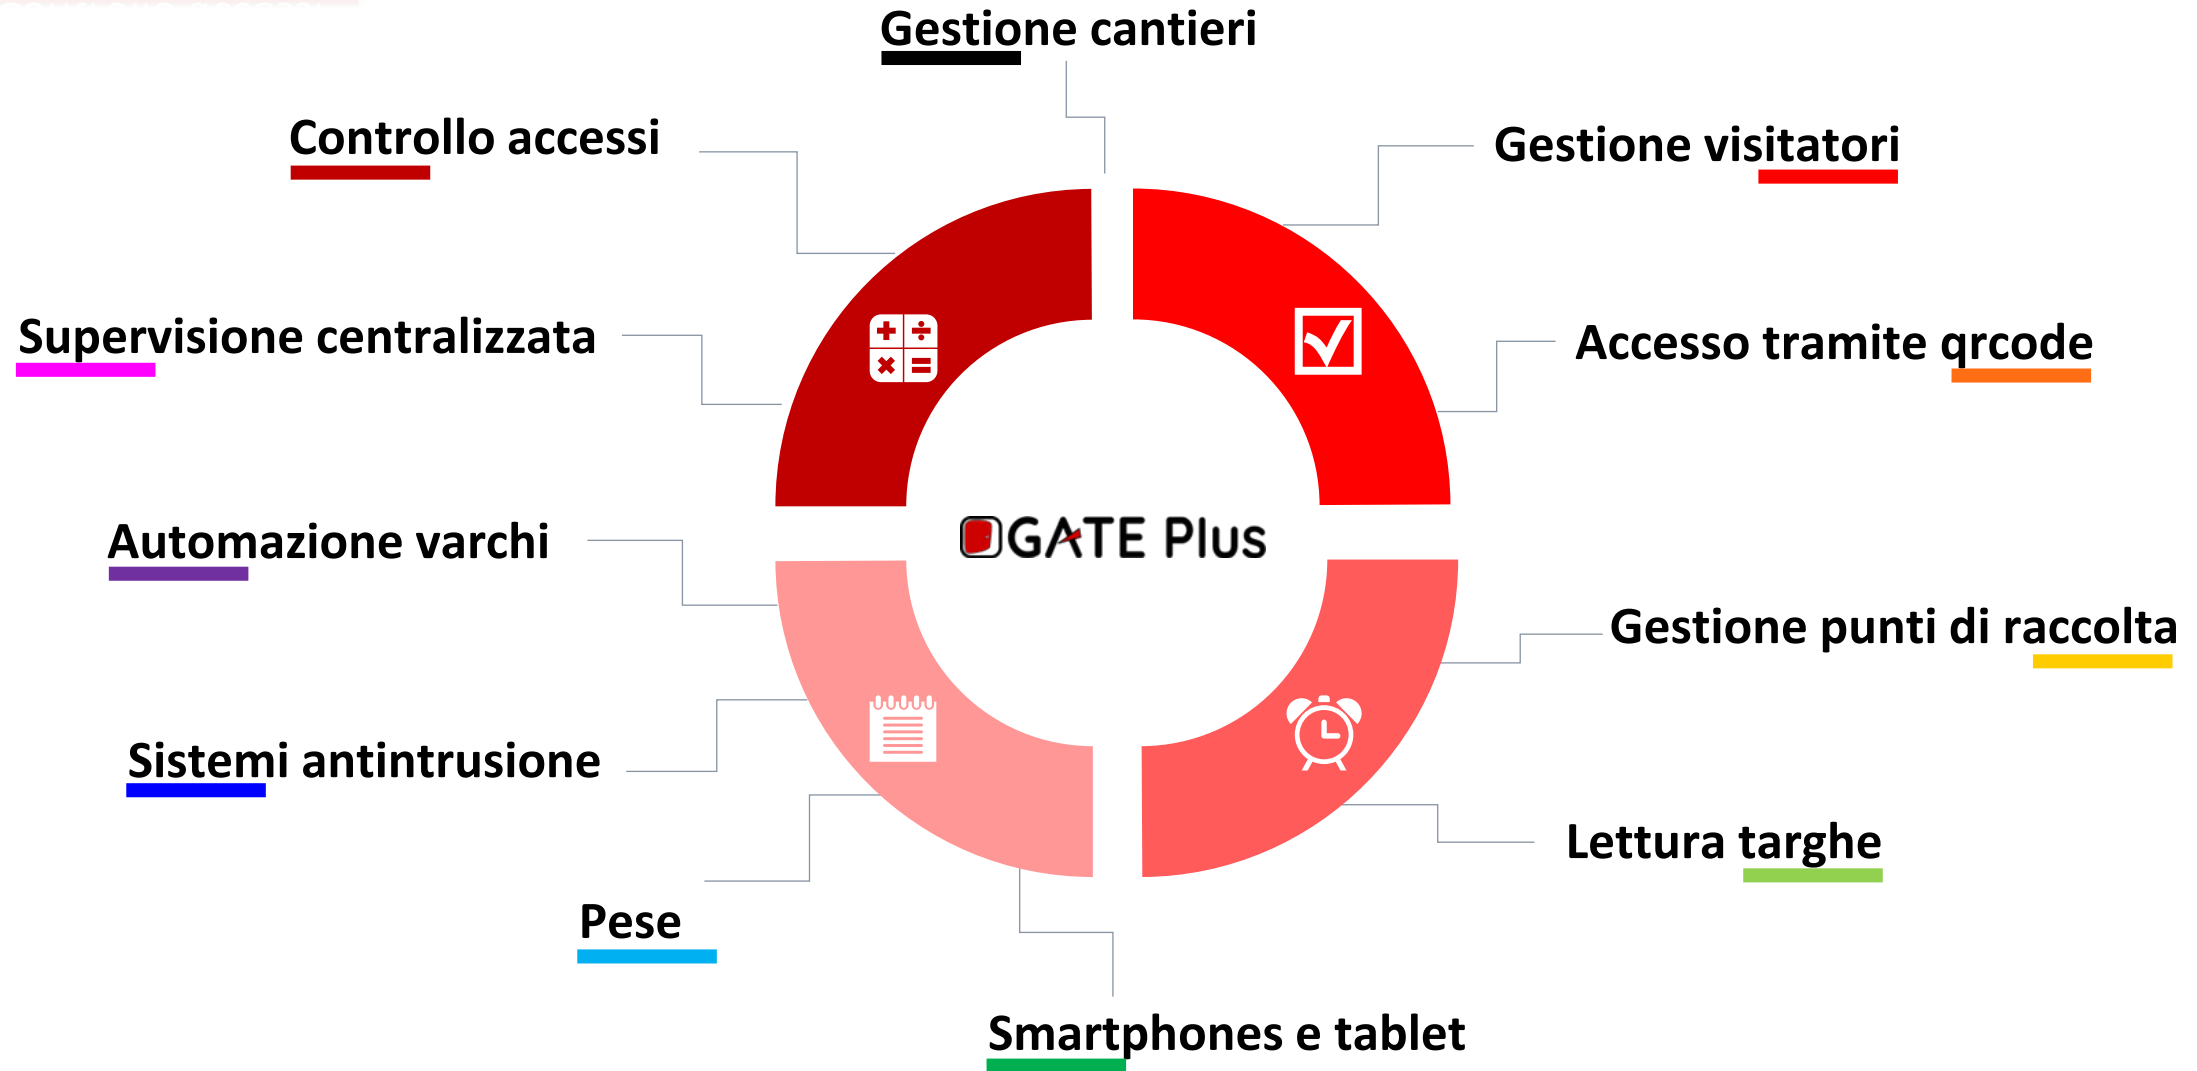 Gestione cantieri
Controllo accessi
Gestione visitatori
Supervisione centralizzata
Accesso tramite qrcode
Automazione varchi
GATE Plus
Gestione punti di raccolta
Sistemi antintrusione
Lettura targhe
Pese
Smartphones e tablet